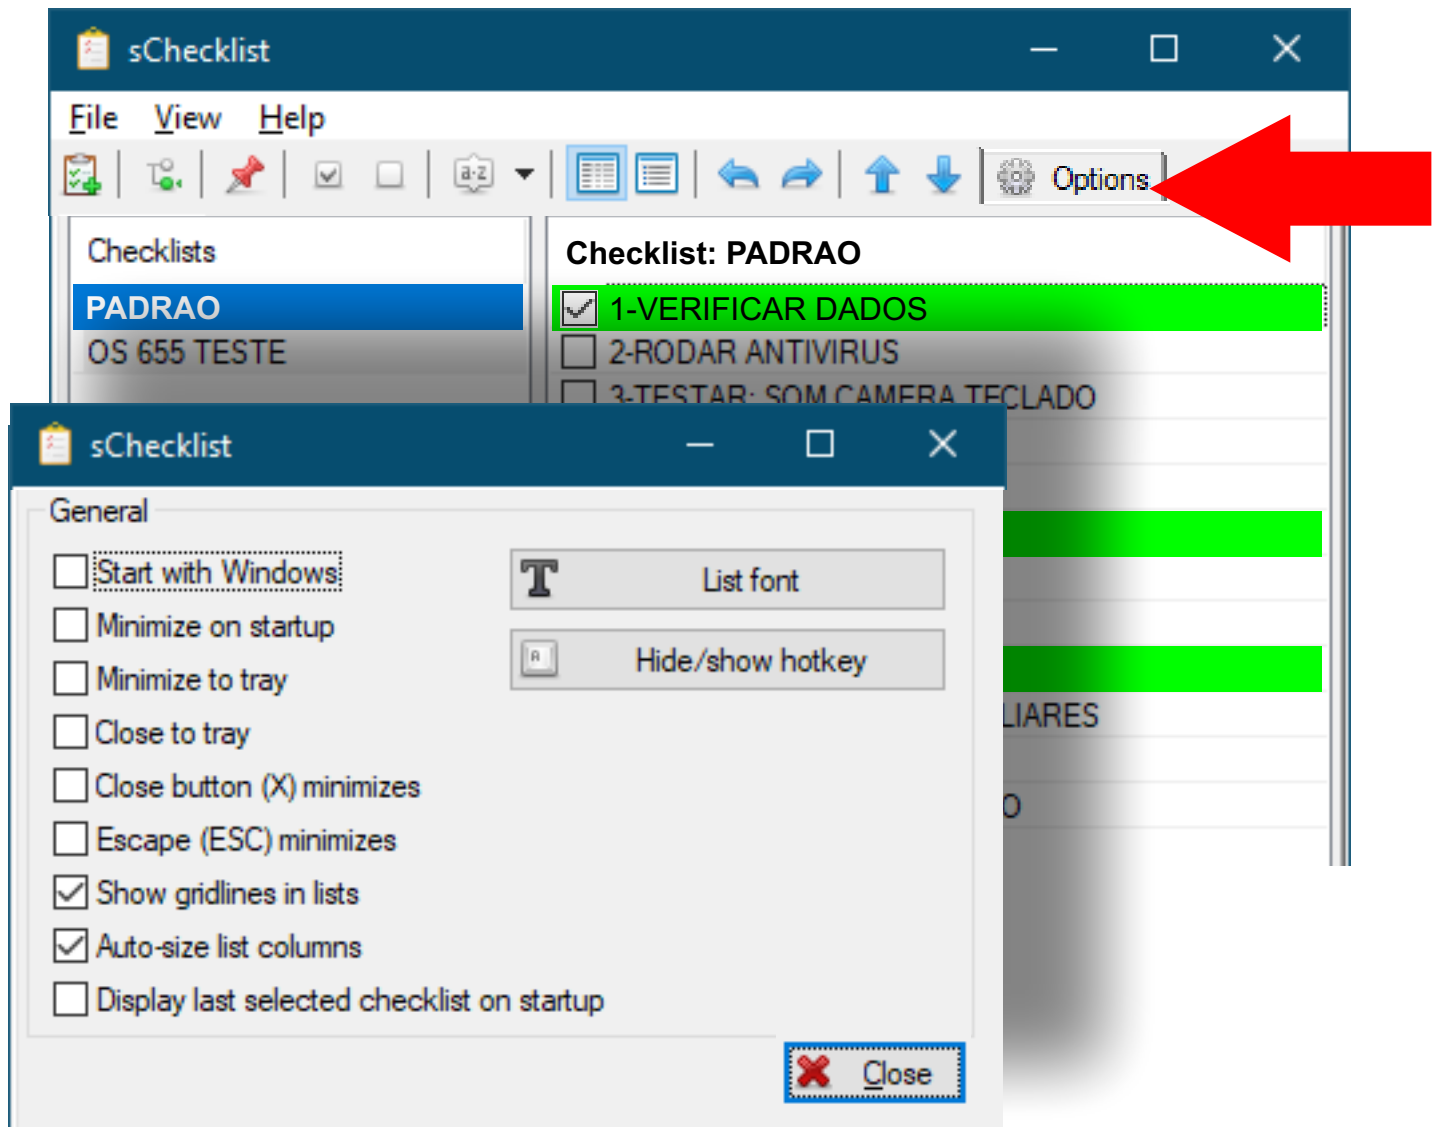 sChecklist
File View Help
a-z
Options
Checklists
Checklist: PADRAO
PADRAO
1-VERIFICAR DADOS
OS 655 TESTE
2-RODAR ANTIVIRUS
3-TESTAR: SOM CAMERA TECLADO
LIARES
O
sChecklist
General
Start with Windows
List font
Minimize on startup
Hide/show hotkey
Minimize to tray
Close to tray
Close button (X) minimizes
Escape (ESC) minimizes
Show gridlines in lists
Auto-size list columns
Display last selected checklist on startup
Close